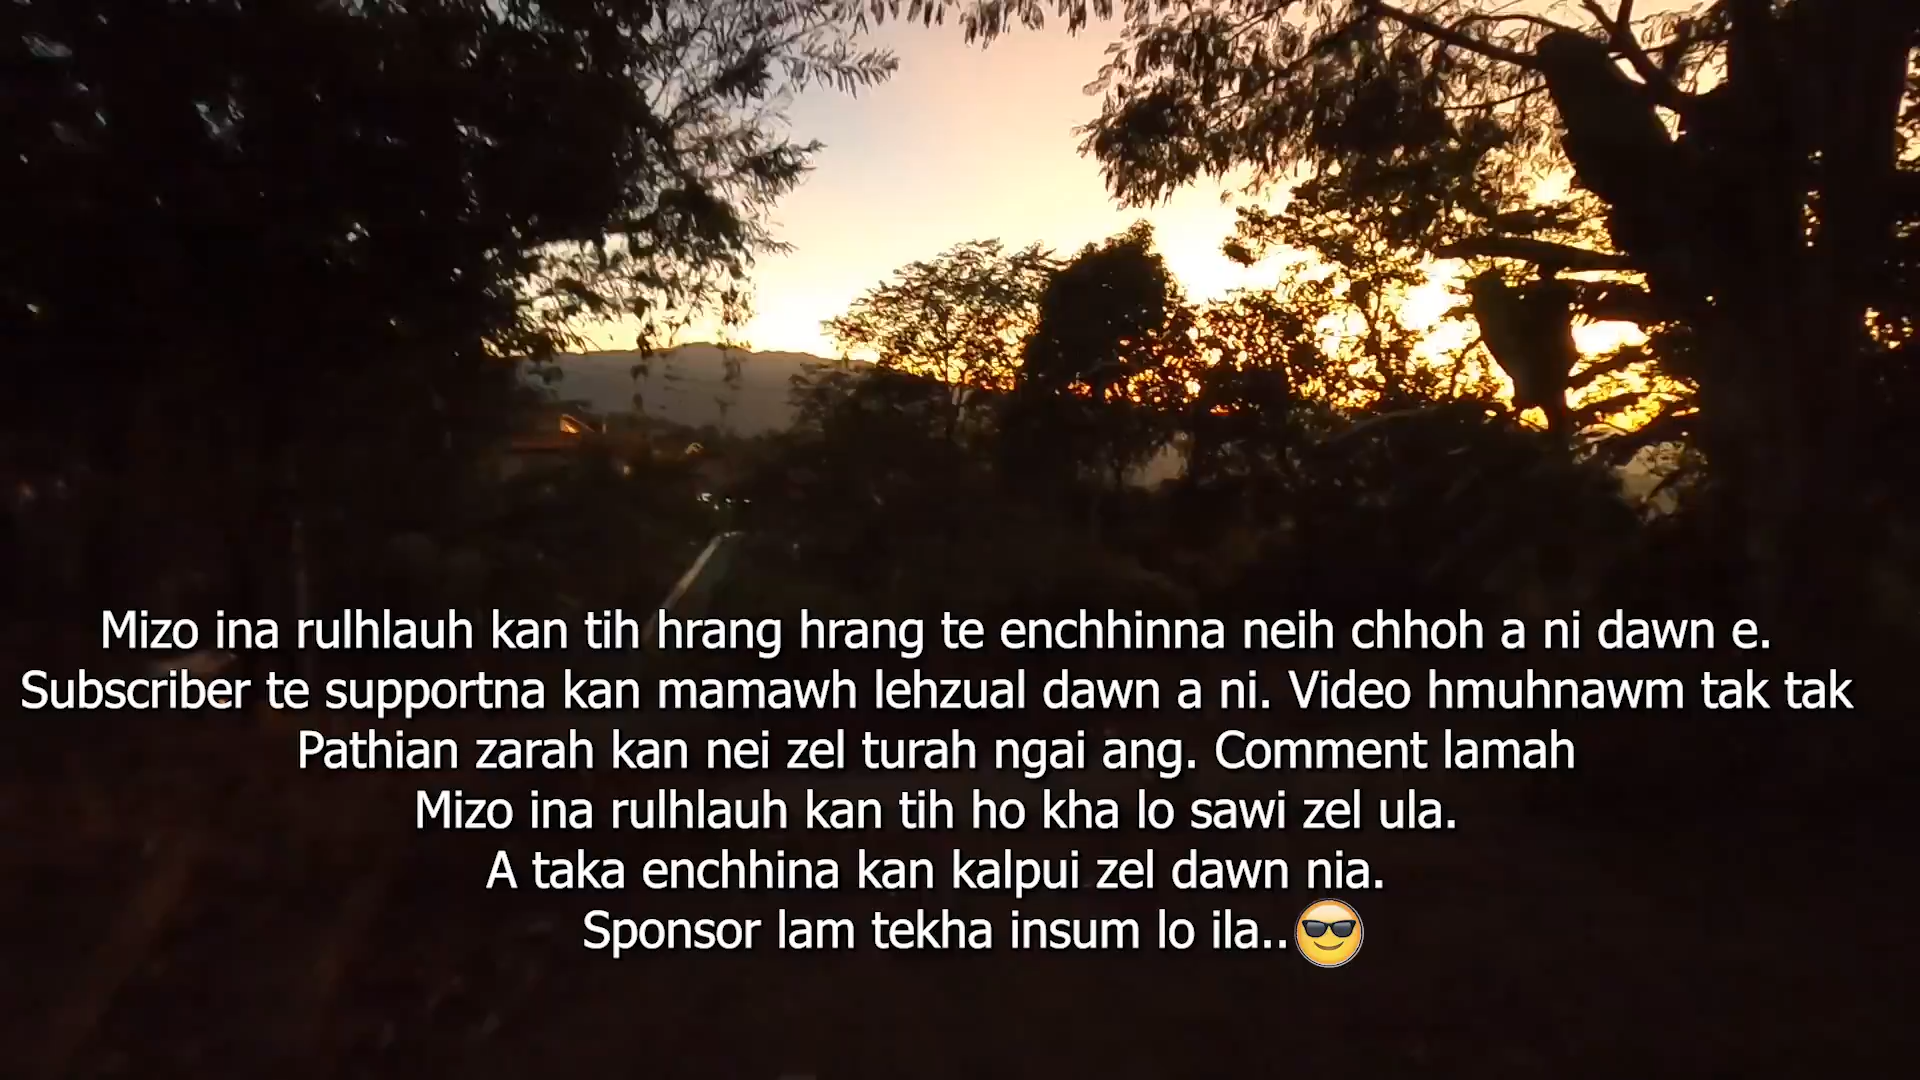 Mizo ina rulhlauh kan tih hrang hrang te enchhinna neih chhoh a ni dawn e.
Subscriber te supportna kan mamawh lehzual dawn a ni. Video hmuhnawm tak tak
Pathian zarah kan nei zel turah ngai ang. Comment lamah
Mizo ina rulhlauh kan tih ho kha lo sawi zel ula.
A taka enchhina kan kalpui zel dawn nia.
Sponsor lam tekha insum lo ila..😎